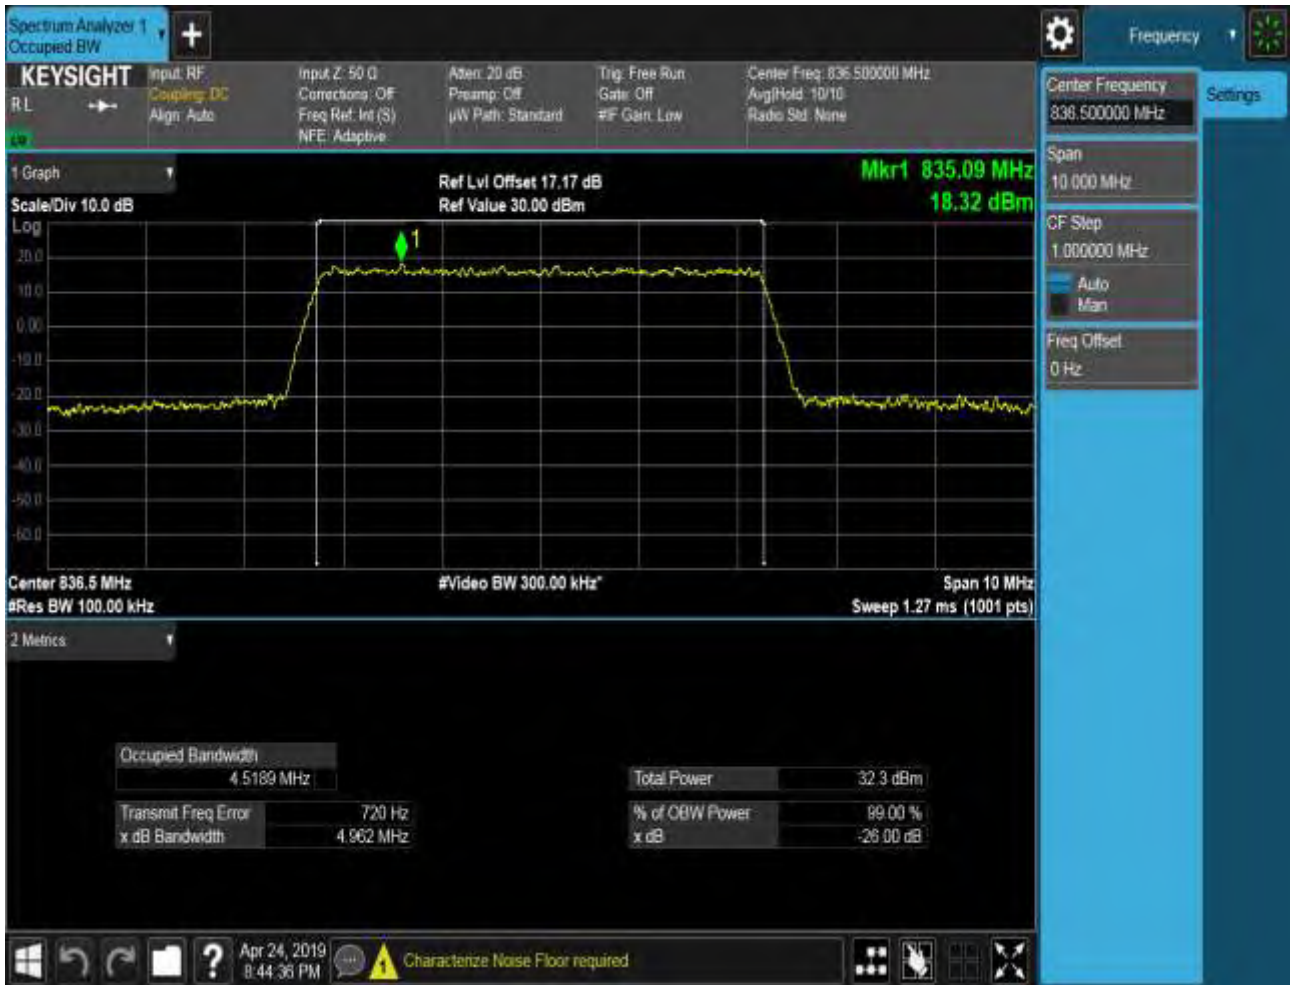 Spectrum Analyzer 1
Occupied BW
Frequency
KEYSIGHT
R L
Input: RF
Coupling: DC
Align: Auto
Input Z: 50 Ω
Corrections: Off
Freq Ref: Int (S)
NFE: Adaptive
Atten: 20 dB
Preamp: Off
µW Path: Standard
Trig: Free Run
Gate: Off
#IF Gain: Low
Center Freq: 836.500000 MHz
Avg|Hold: 10/10
Radio Std: None
Center Frequency
836.500000 MHz
Settings
Span
10.000 MHz
CF Step
1.000000 MHz
Auto
Man
Freq Offset
0 Hz
1 Graph
Scale/Div 10.0 dB
Ref Lvl Offset 17.17 dB
Ref Value 30.00 dBm
Mkr1 835.09 MHz
18.32 dBm
Log
1
20.0
10.0
0.00
-10.0
-20.0
-30.0
-40.0
-50.0
-60.0
Center 836.5 MHz
#Video BW 300.00 kHz*
Span 10 MHz
#Res BW 100.00 kHz
Sweep 1.27 ms (1001 pts)
2 Metrics
Occupied Bandwidth
4.5189 MHz
Total Power 32.3 dBm
Transmit Freq Error 720 Hz
% of OBW Power 99.00 %
x dB Bandwidth 4.962 MHz
x dB -26.00 dB
Apr 24, 2019
8:44:36 PM
Characterize Noise Floor required